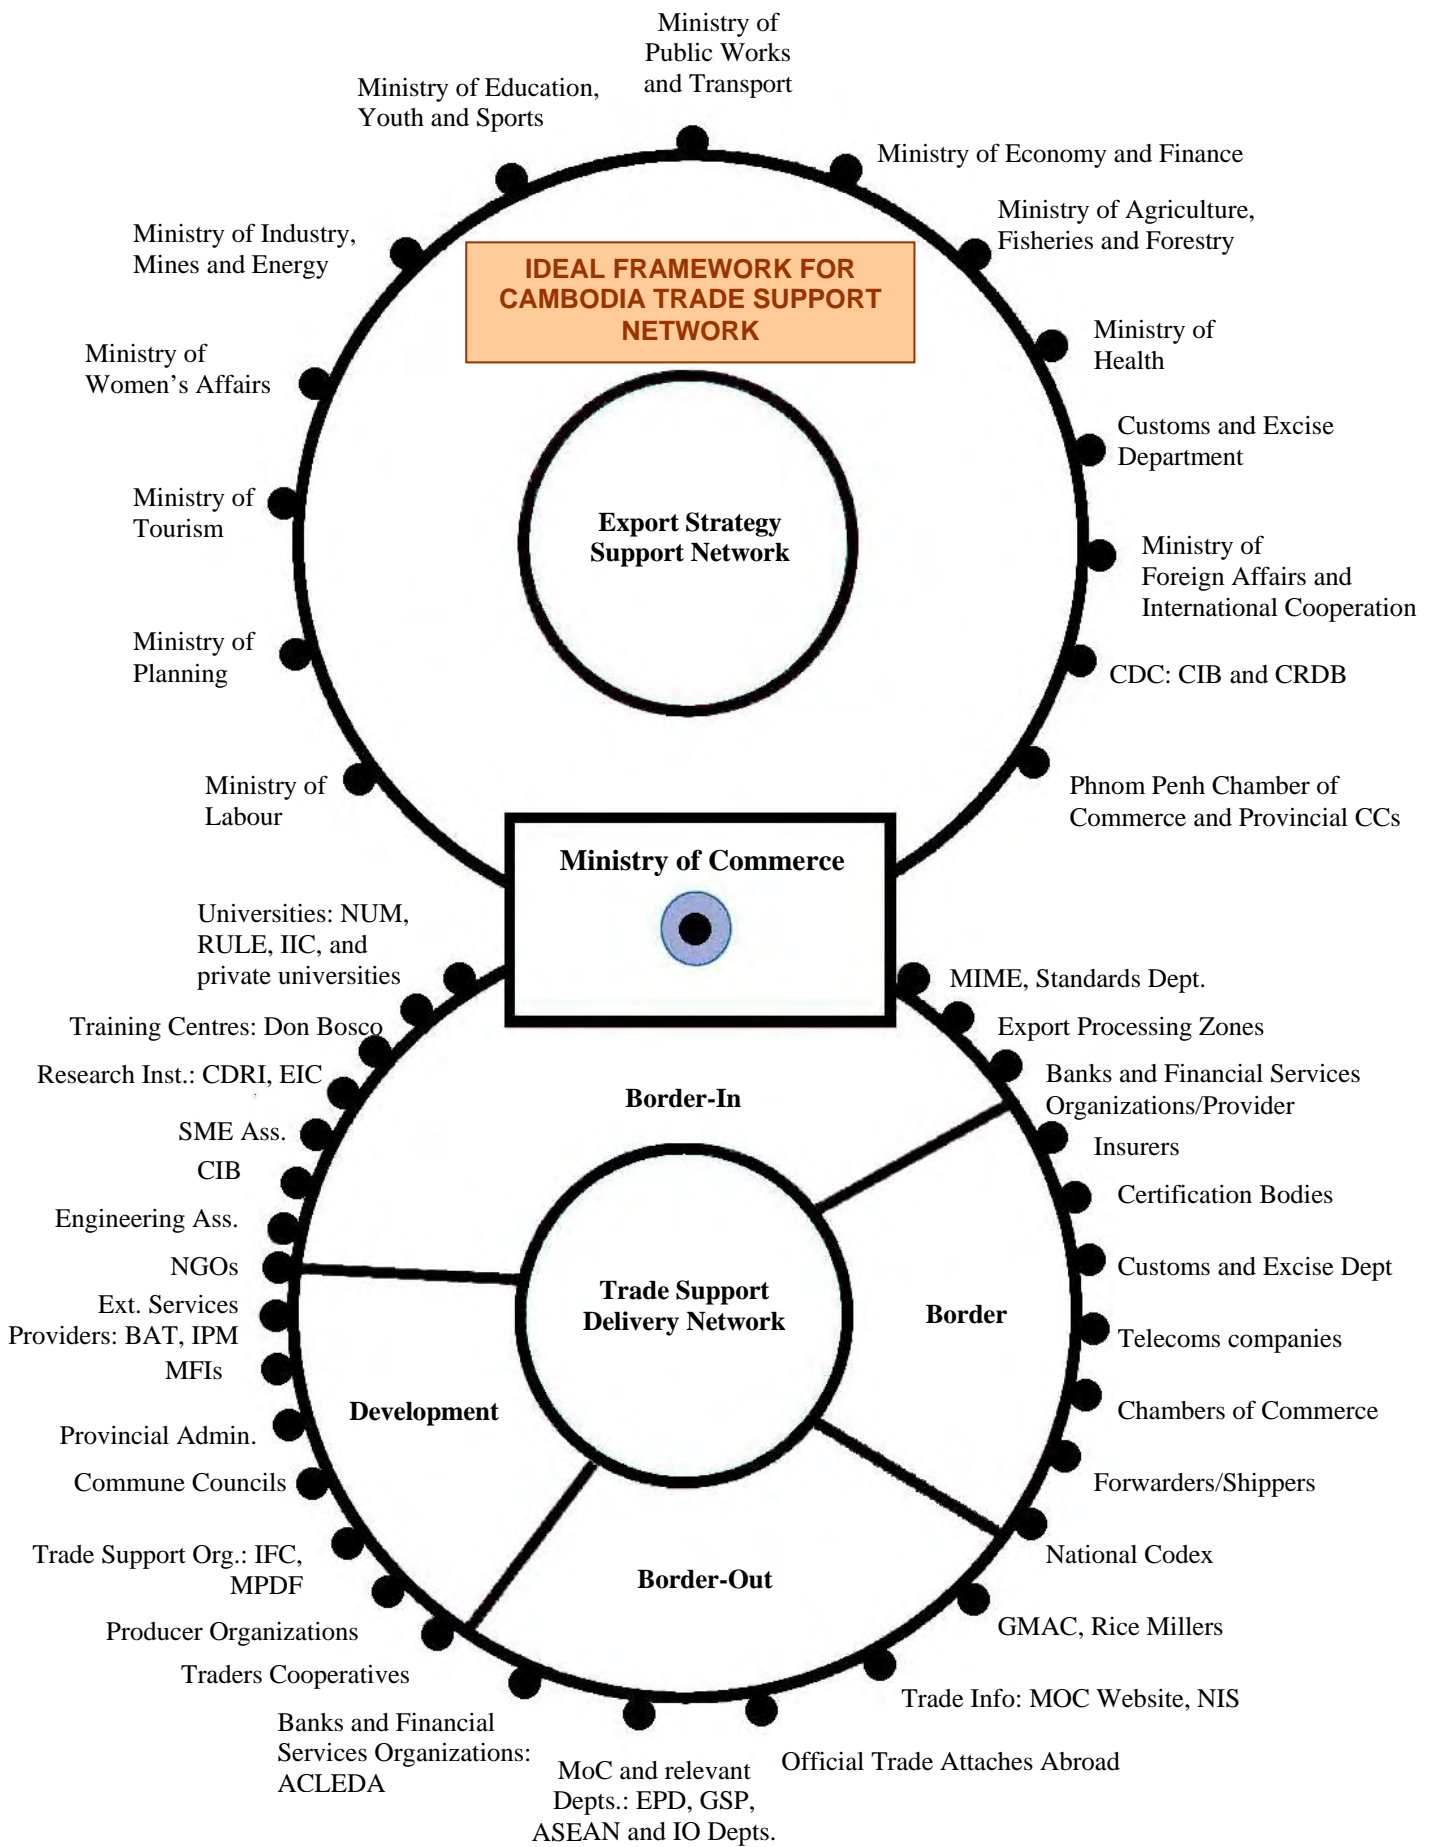 Ministry of
Public Works
and Transport
Ministry of Education,
Youth and Sports
Ministry of Economy and Finance
Ministry of Agriculture,
Fisheries and Forestry
Ministry of Industry,
Mines and Energy
IDEAL FRAMEWORK FOR
CAMBODIA TRADE SUPPORT
NETWORK
Ministry of
Health
Ministry of
Women's Affairs
Customs and Excise
Department
Ministry of
Tourism
Export Strategy
Support Network
Ministry of
Foreign Affairs and
International Cooperation
Ministry of
Planning
CDC: CIB and CRDB
Ministry of
Labour
Phnom Penh Chamber of
Commerce and Provincial CCs
Ministry of Commerce
Universities: NUM,
RULE, IIC, and
private universities
MIME, Standards Dept.
Training Centres: Don Bosco
Export Processing Zones
Research Inst.: CDRI, EIC
Banks and Financial Services
Organizations/Provider
Border-In
SME Ass.
Insurers
CIB
Certification Bodies
Engineering Ass.
NGOs
Customs and Excise Dept
Ext. Services
Providers: BAT, IPM
Trade Support
Delivery Network
Border
Telecoms companies
MFIs
Development
Chambers of Commerce
Provincial Admin.
Commune Councils
Forwarders/Shippers
Trade Support Org.: IFC,
MPDF
National Codex
Border-Out
Producer Organizations
GMAC, Rice Millers
Traders Cooperatives
Trade Info: MOC Website, NIS
Banks and Financial
Services Organizations:
ACLEDA
Official Trade Attaches Abroad
MoC and relevant
Depts.: EPD, GSP,
ASEAN and IO Depts.